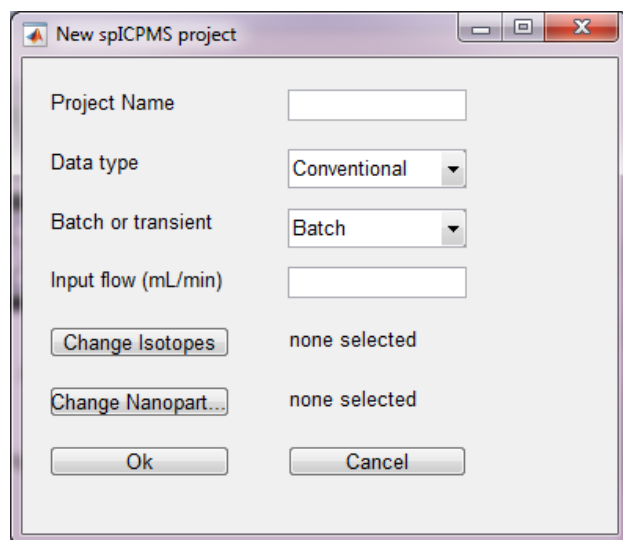 New spICPMS project
Project Name
Data type Conventional
Batch or transient Batch
Input flow (mL/min)
Change Isotopes none selected
Change Nanopart... none selected
Ok Cancel